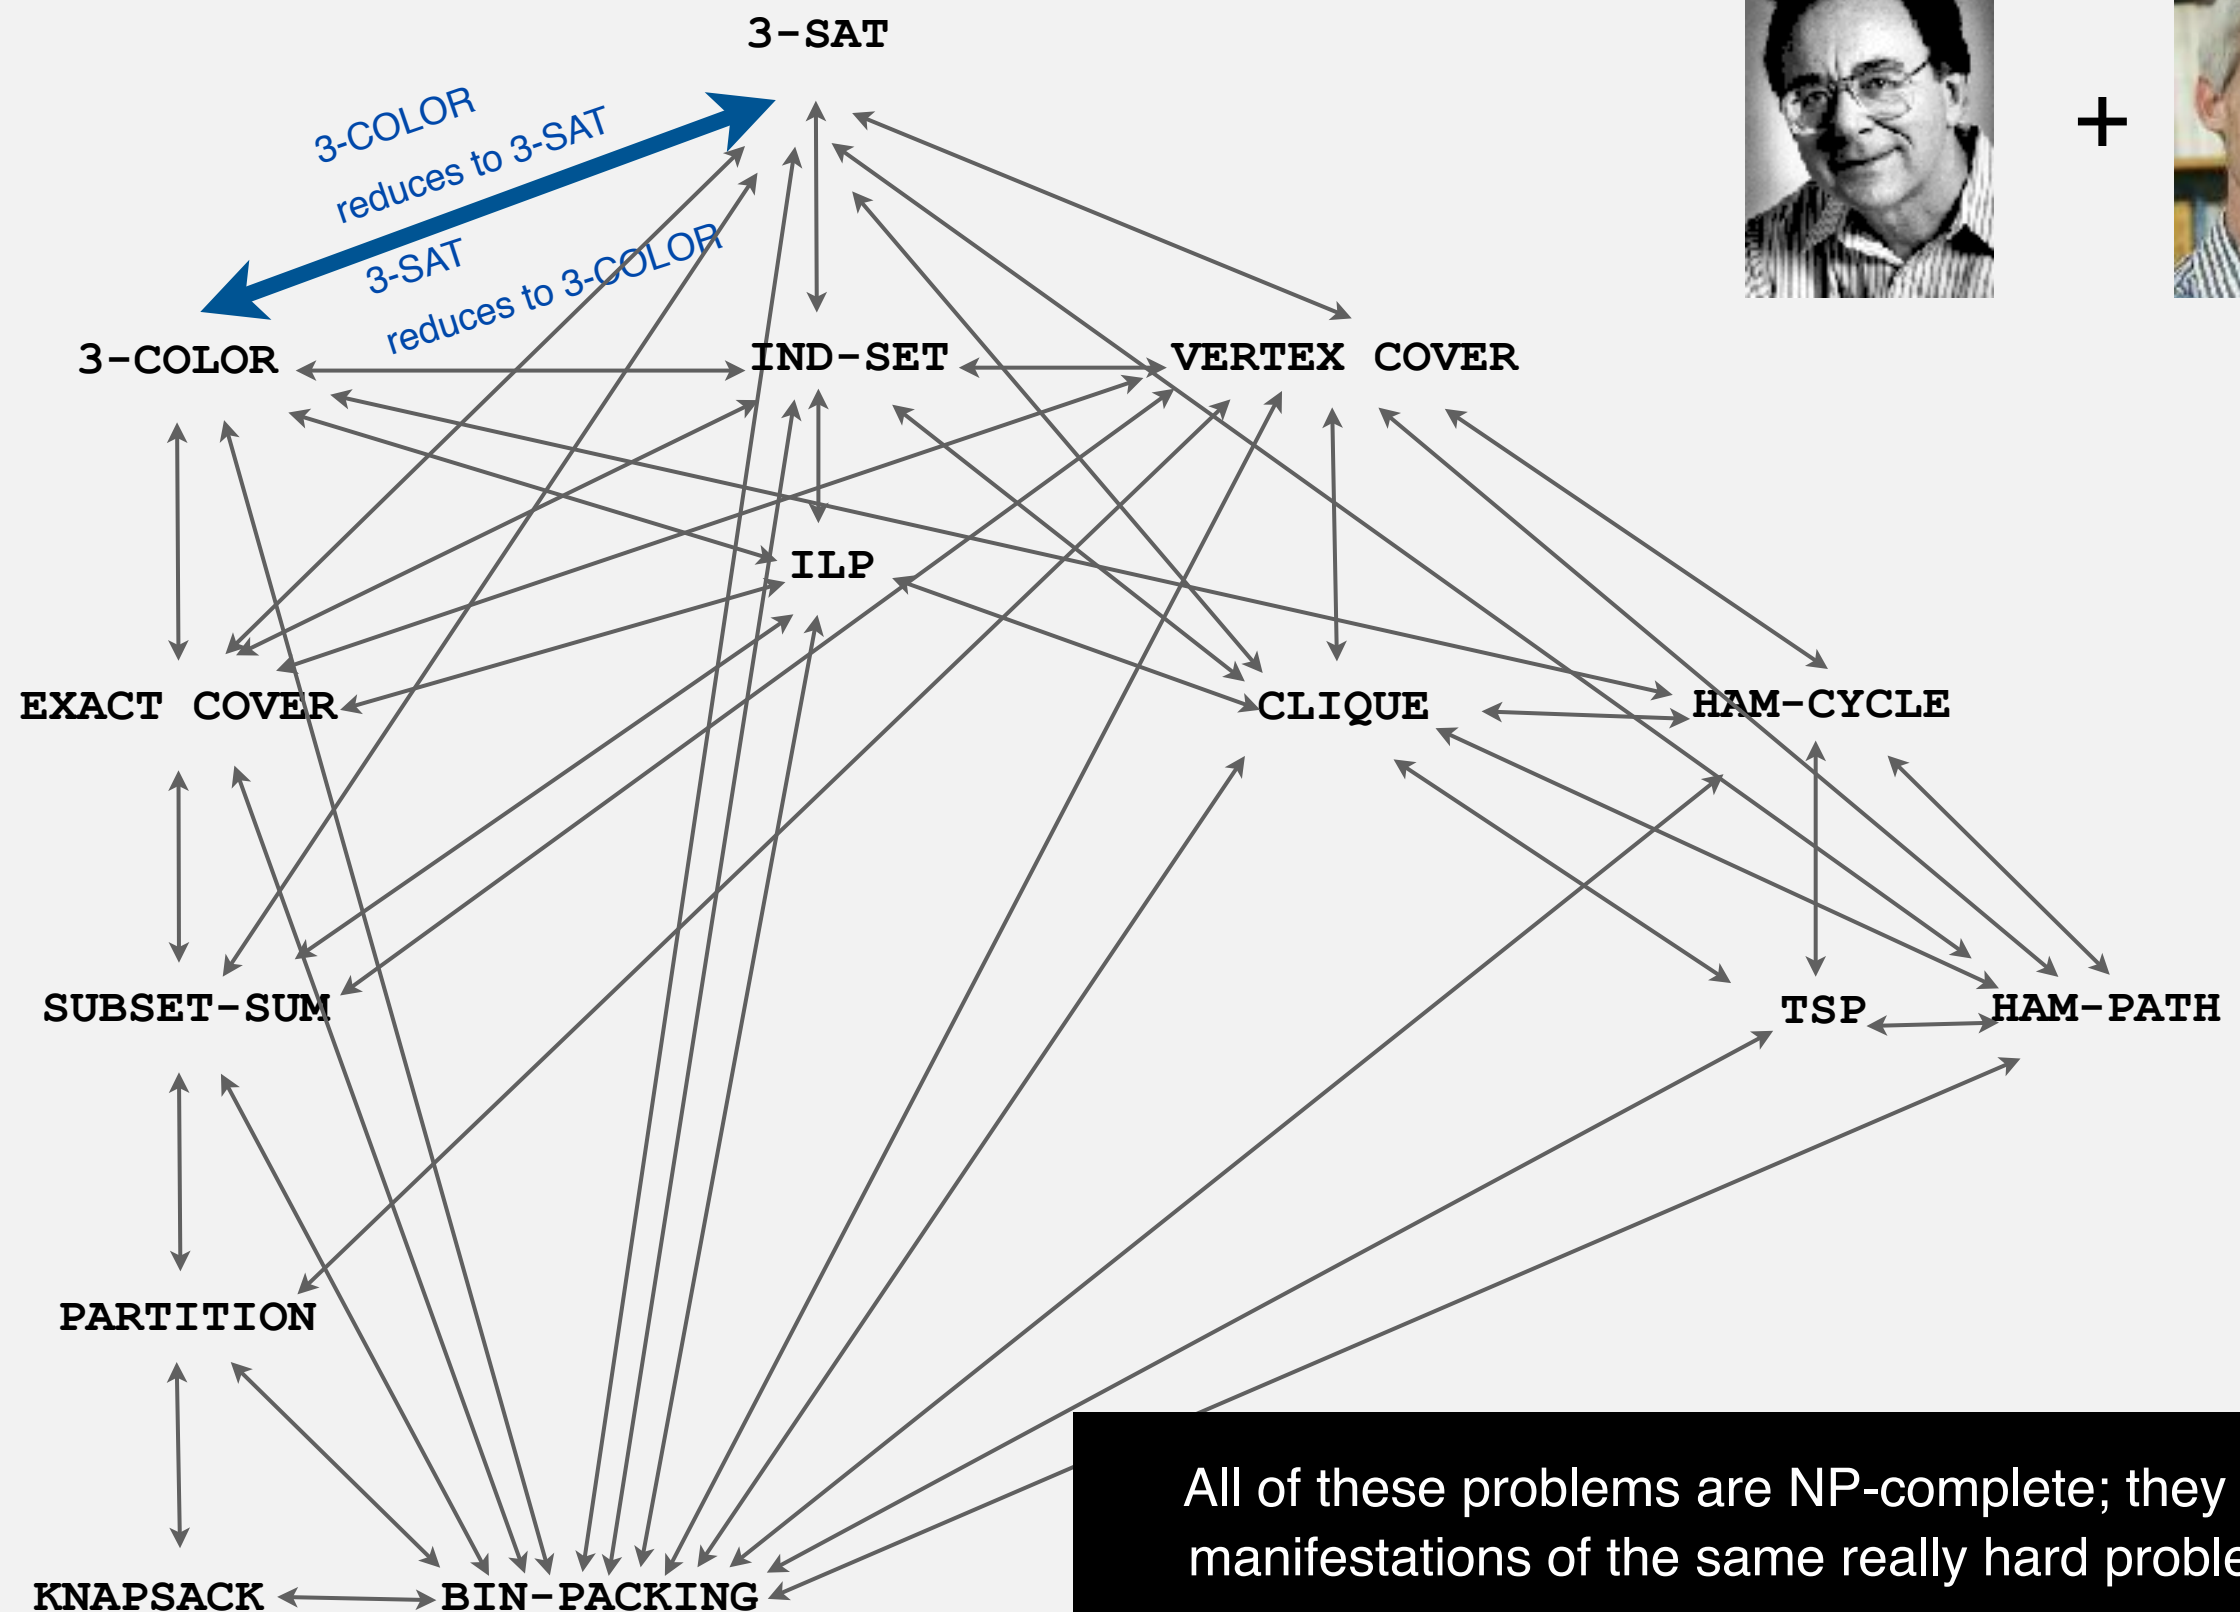 3-SAT
+
3-COLOR
reduces to 3-SAT
3-SAT
reduces to 3-COLOR
3-COLOR
IND-SET
VERTEX COVER
ILP
EXACT COVER
CLIQUE
HAM-CYCLE
SUBSET-SUM
TSP
HAM-PATH
PARTITION
All of these problems are NP-complete; they
manifestations of the same really hard
KNAPSACK
BIN-PACKING